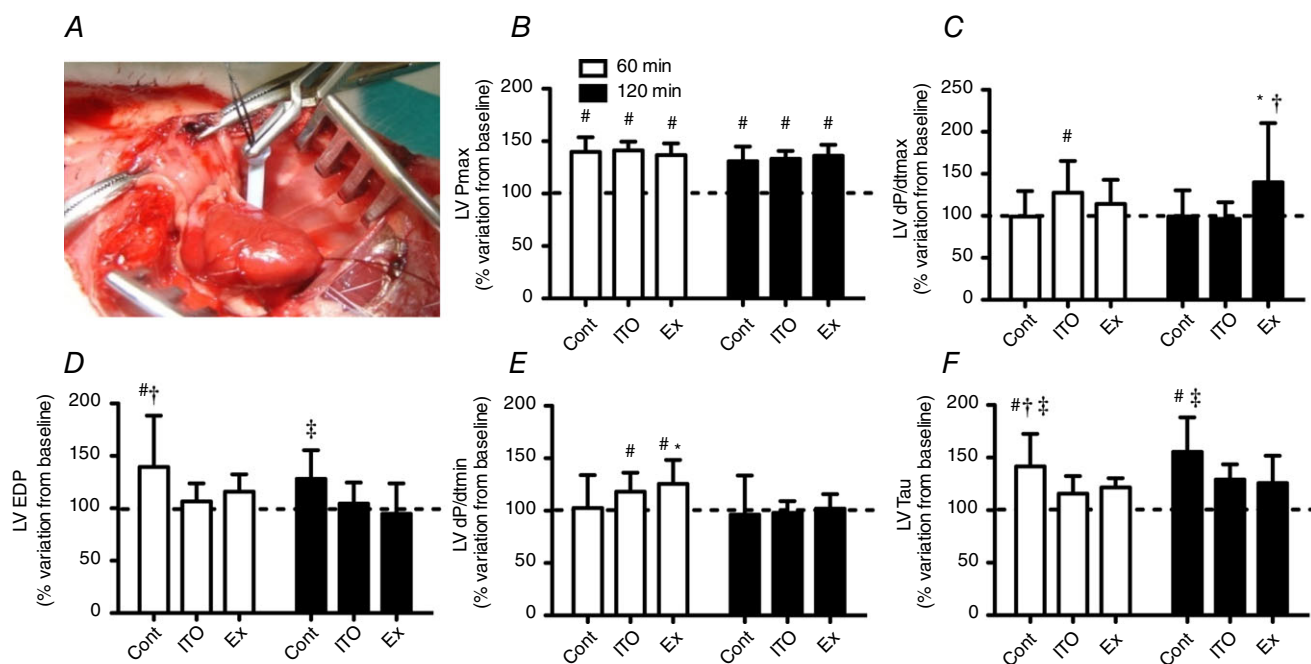 A
B
60 min
120 min
LV Pmax
(% variation from baseline)
200
150
100
50
0
# # # # # #
Cont ITO Ex Cont ITO Ex
C
LV dP/dtmax
(% variation from baseline)
250
200
150
100
50
0
# * †
Cont ITO Ex Cont ITO Ex
D
LV EDP
(% variation from baseline)
200
150
100
50
0
#† ‡
Cont ITO Ex Cont ITO Ex
E
LV dP/dtmin
(% variation from baseline)
200
150
100
50
0
# # *
Cont ITO Ex Cont ITO Ex
F
LV Tau
(% variation from baseline)
200
150
100
50
0
#† ‡ # ‡
Cont ITO Ex Cont ITO Ex